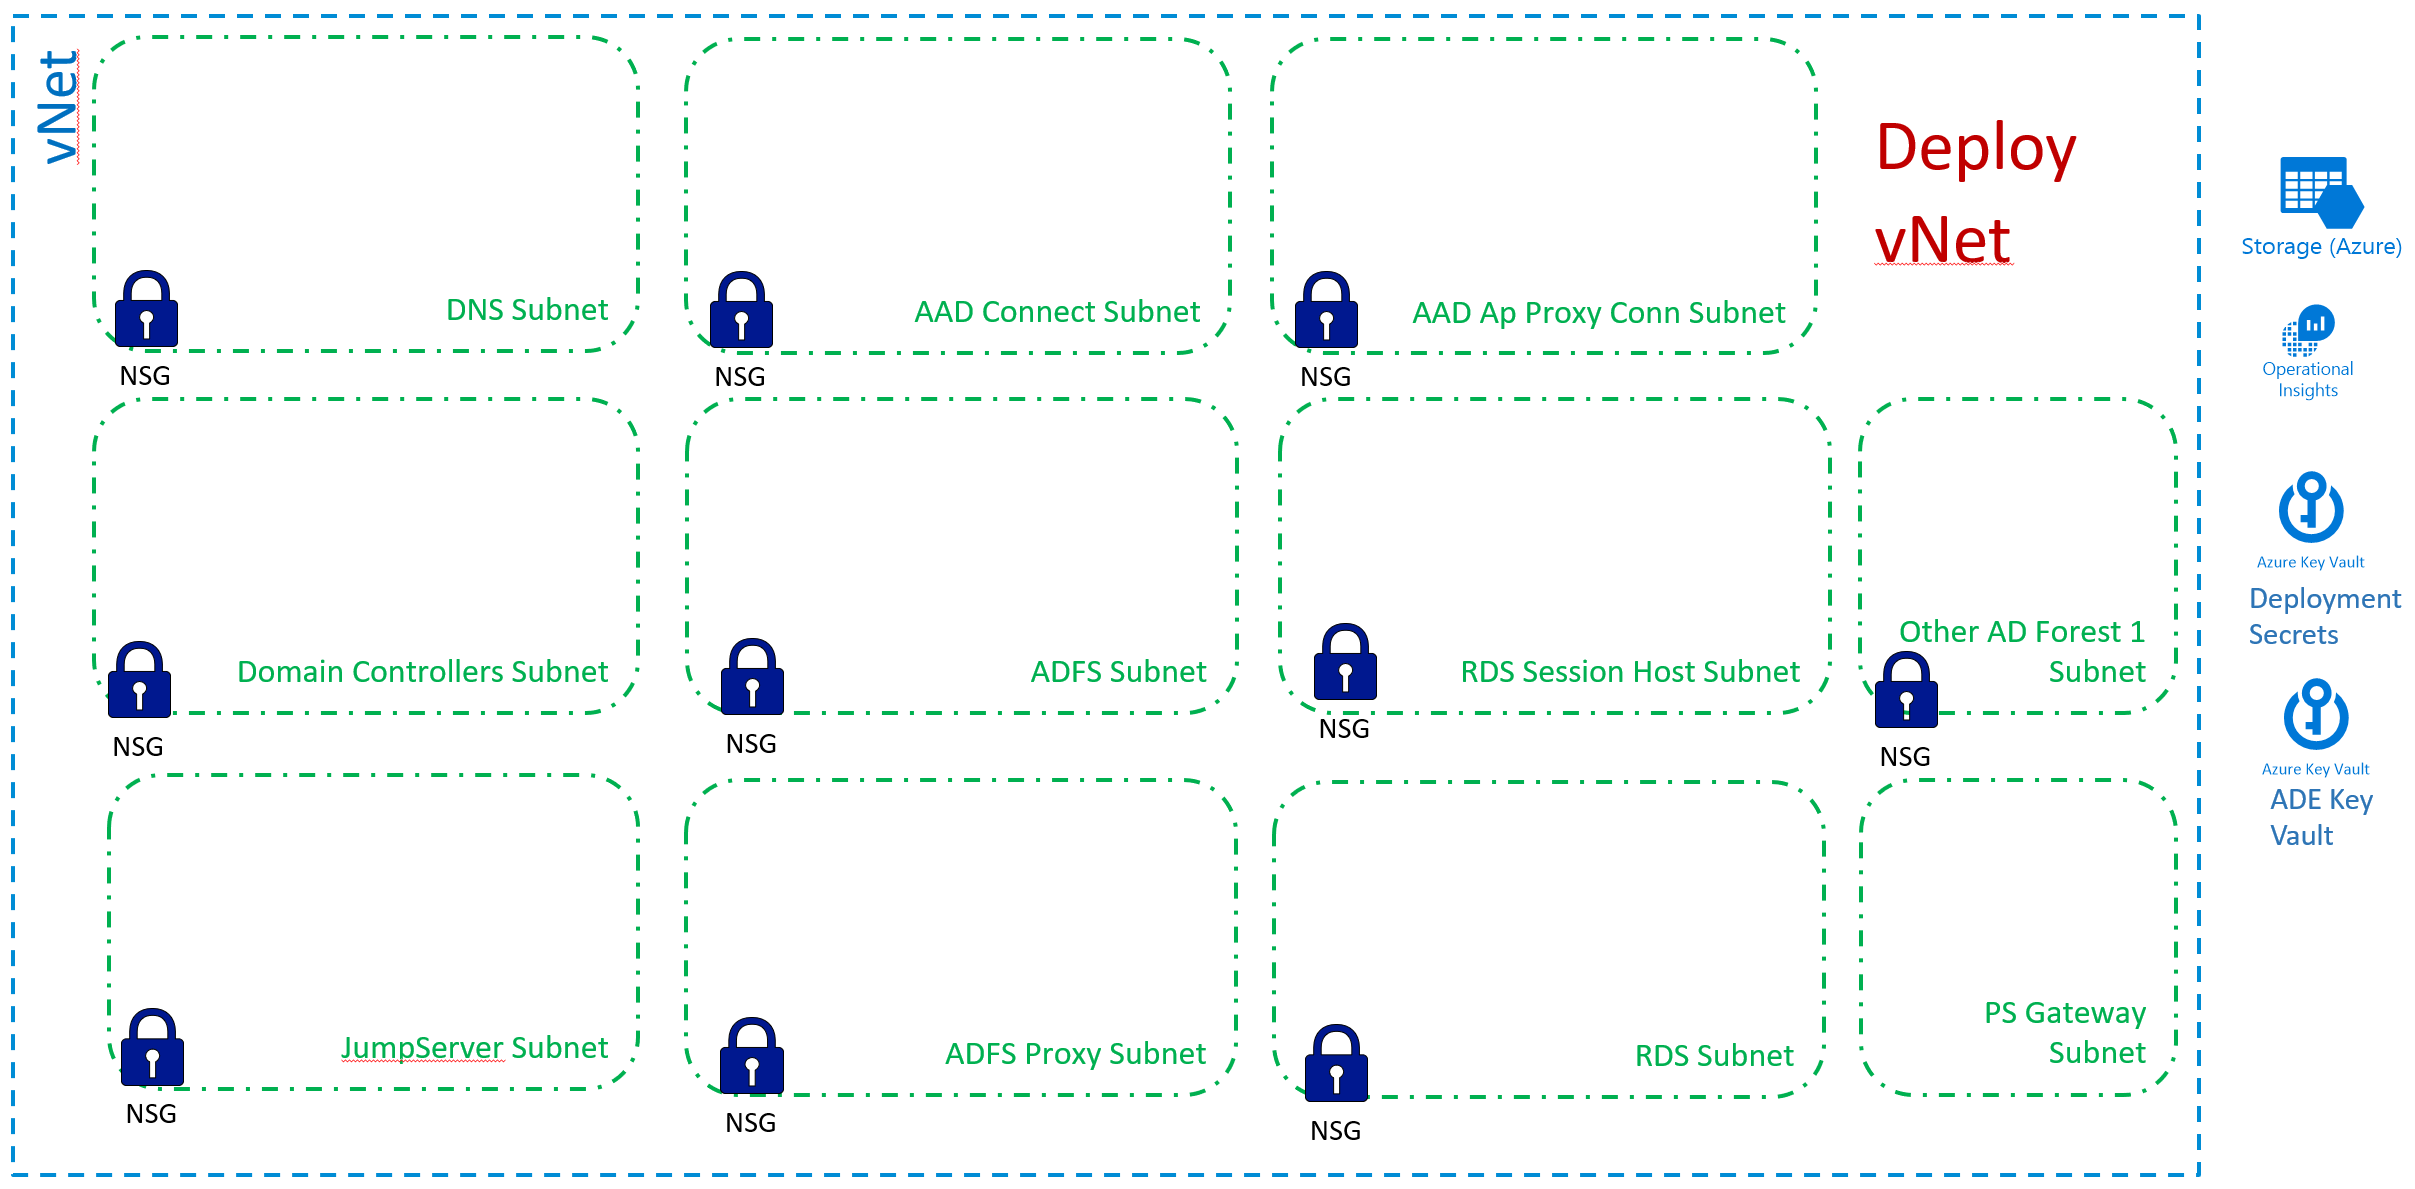 vNet
DNS Subnet
NSG
AAD Connect Subnet
NSG
AAD Ap Proxy Conn Subnet
NSG
Deploy
vNet
Domain Controllers Subnet
NSG
ADFS Subnet
NSG
RDS Session Host Subnet
NSG
Other AD Forest 1
Subnet
NSG
JumpServer Subnet
NSG
ADFS Proxy Subnet
NSG
RDS Subnet
NSG
PS Gateway
Subnet
Storage (Azure)
Operational
Insights
Azure Key Vault
Deployment
Secrets
Azure Key Vault
ADE Key
Vault